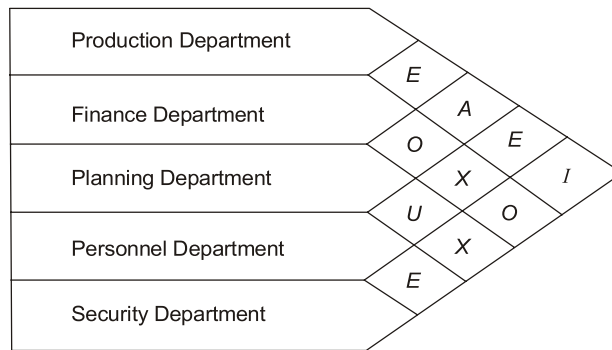 Production Department
E
A
Finance Department
E
O
I
Planning Department
X
O
U
Personnel Department
X
E
Security Department